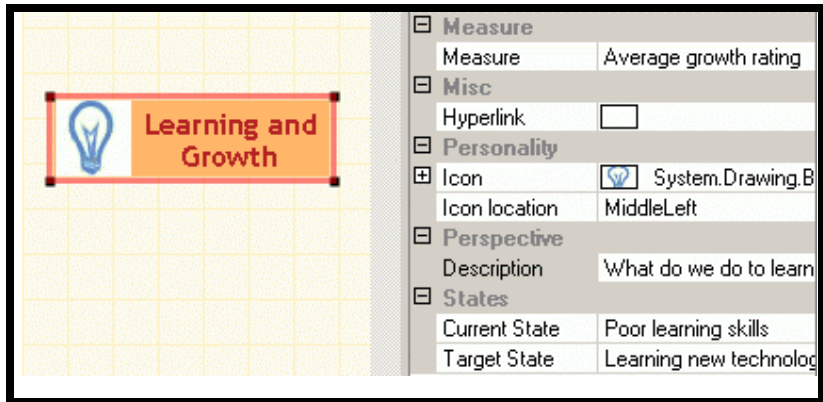 Learning and
Growth
Measure
Measure Average growth rating
Misc
Hyperlink
Personality
Icon System.Drawing.B
Icon location MiddleLeft
Perspective
Description What do we do to learn
States
Current State Poor learning skills
Target State Learning new technolog